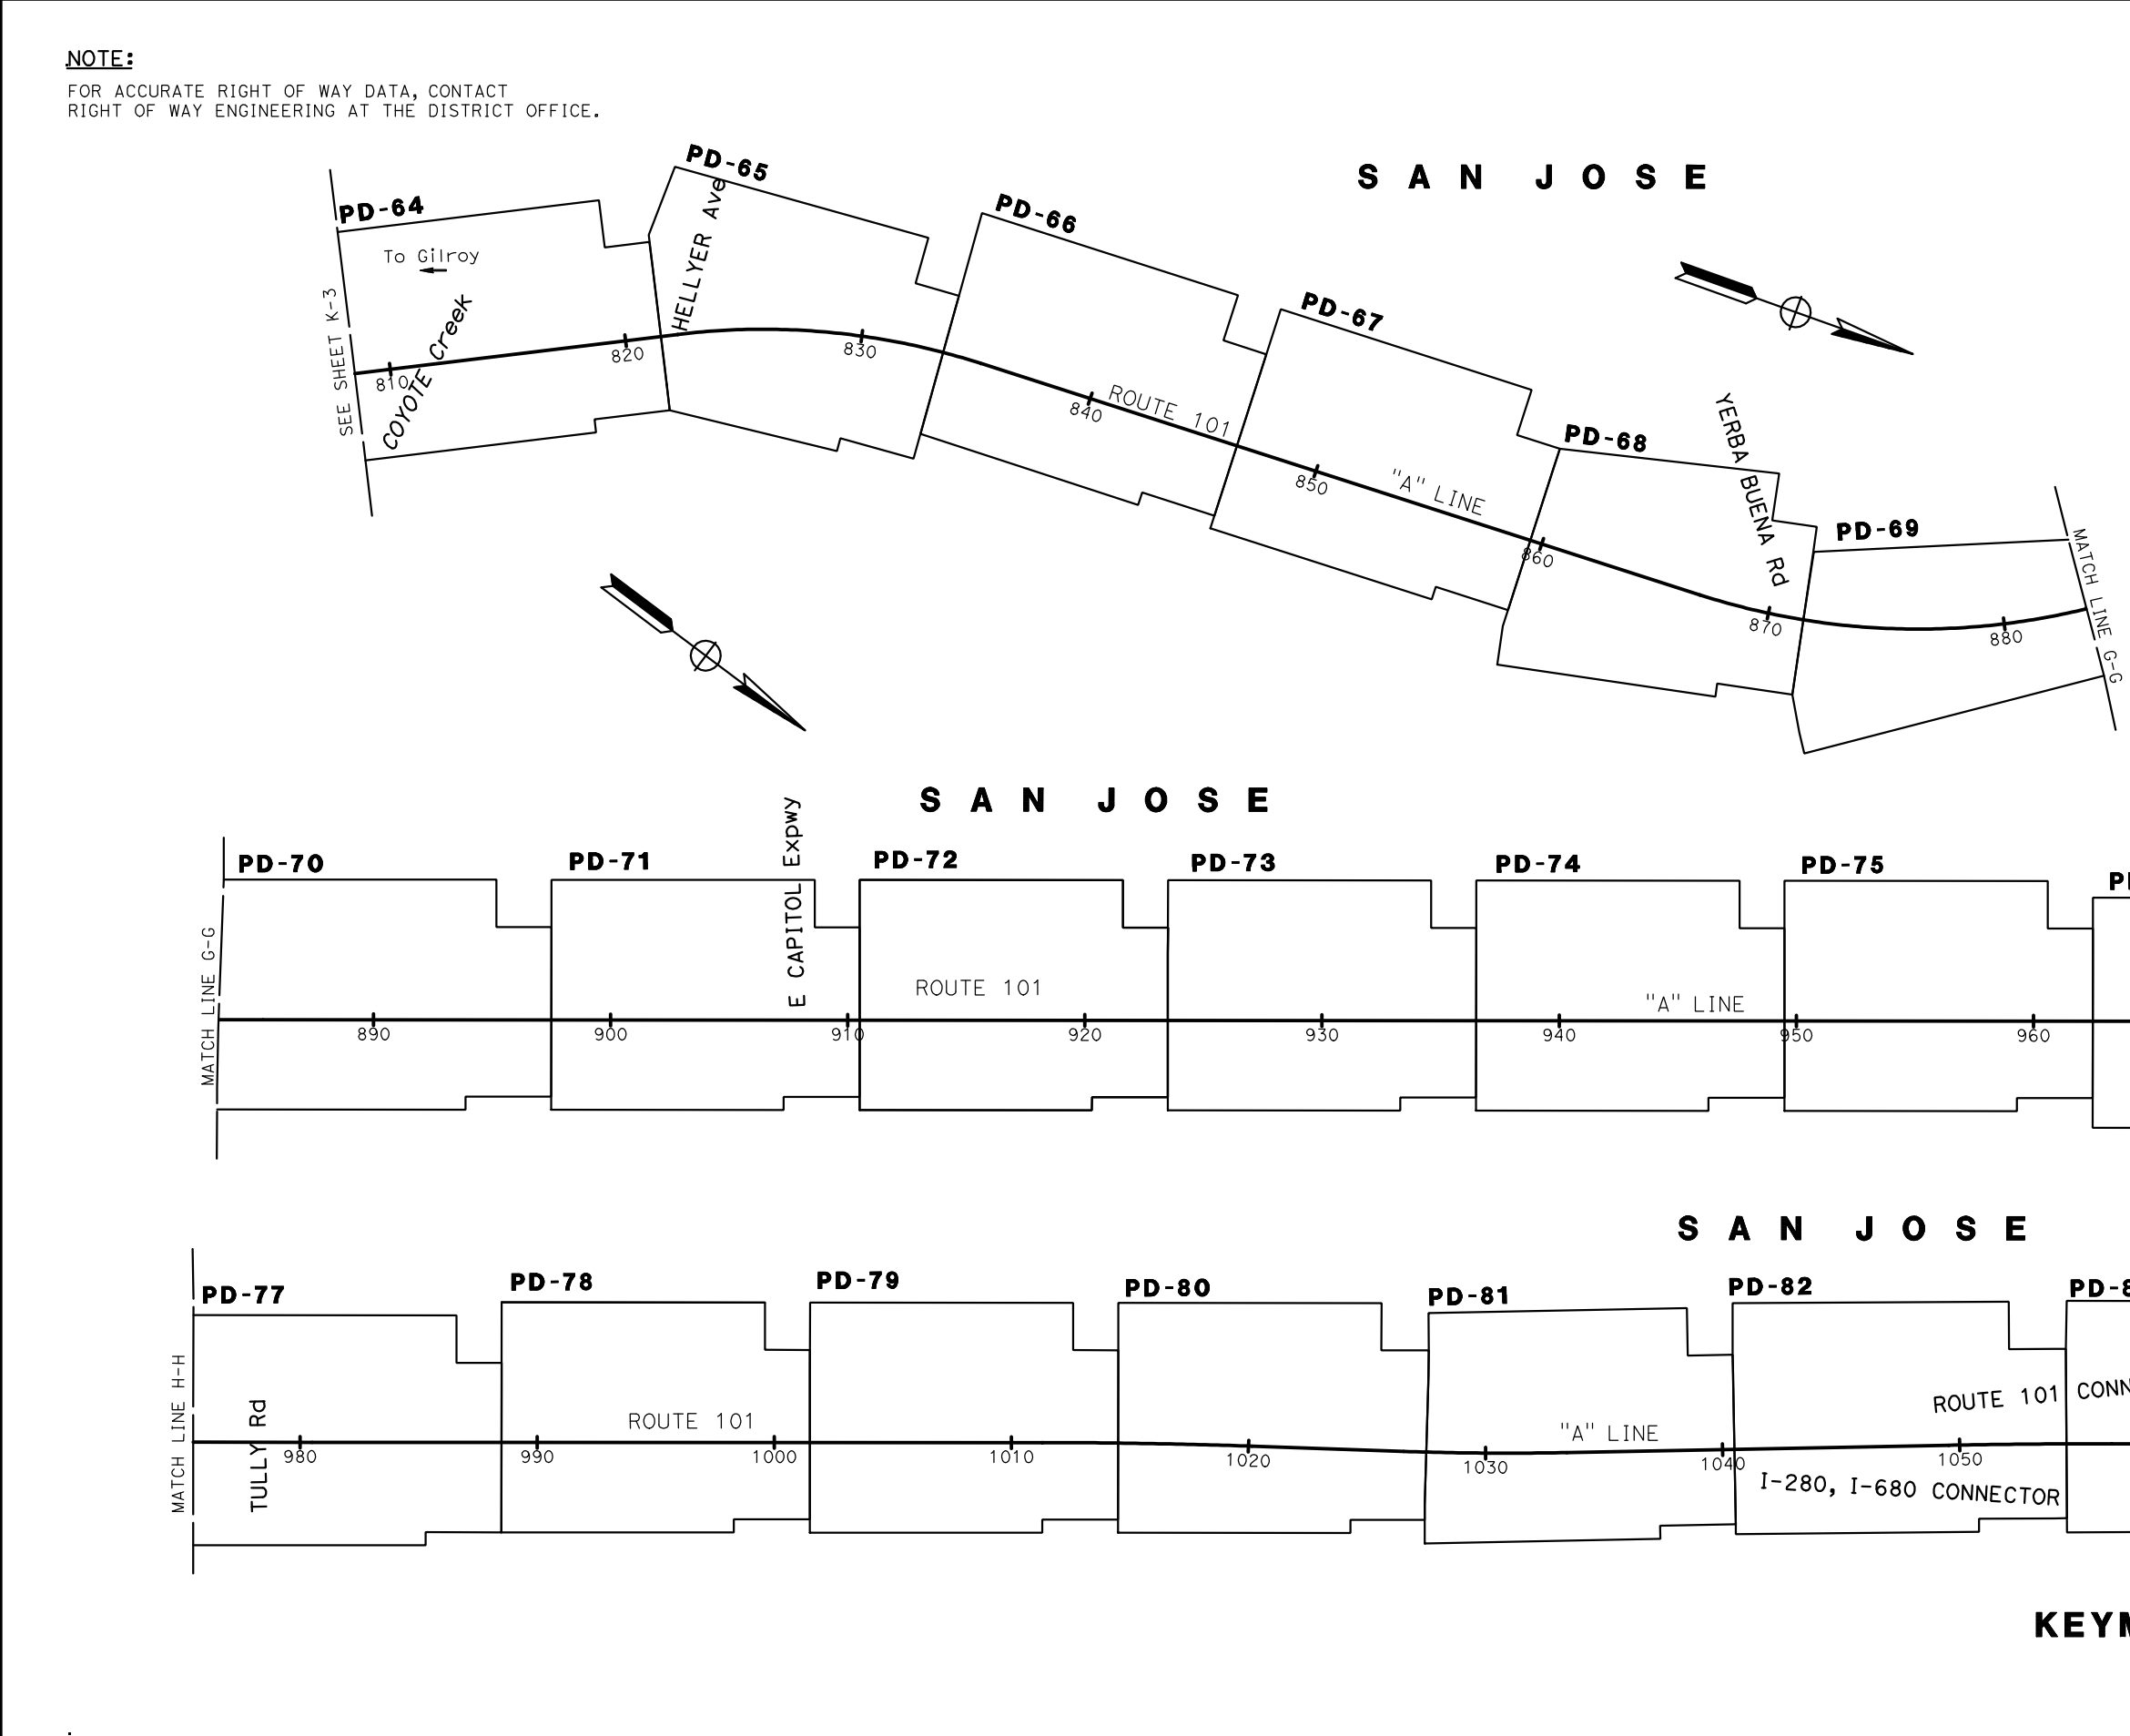 NOTE:
FOR ACCURATE RIGHT OF WAY DATA, CONTACT
RIGHT OF WAY ENGINEERING AT THE DISTRICT OFFICE.
SAN JOSE
PD-64
PD-65
PD-66
PD-67
PD-68
PD-69
To Gilroy
SEE SHEET K-3
COYOTE Creek
HELLYER Ave
YERBA BUENA Rd
810
820
830
840
850
860
870
880
ROUTE 101
"A" LINE
MATCH LINE G-G
SAN JOSE
PD-70
PD-71
PD-72
PD-73
PD-74
PD-75
MATCH LINE G-G
E CAPITOL Expwy
ROUTE 101
"A" LINE
890
900
910
920
930
940
950
960
SAN JOSE
PD-77
PD-78
PD-79
PD-80
PD-81
PD-82
PD-8
MATCH LINE H-H
TULLY Rd
ROUTE 101
"A" LINE
ROUTE 101
CONN
980
990
1000
1010
1020
1030
1040
1050
I-280, I-680 CONNECTOR